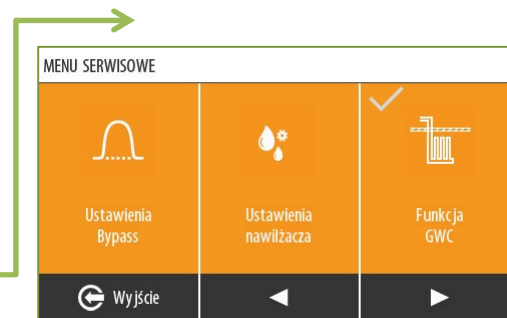 MENU SERWISOWE
Ustawienia
Bypass
Ustawienia
nawilżacza
Funkcja
GWC
Wyjście